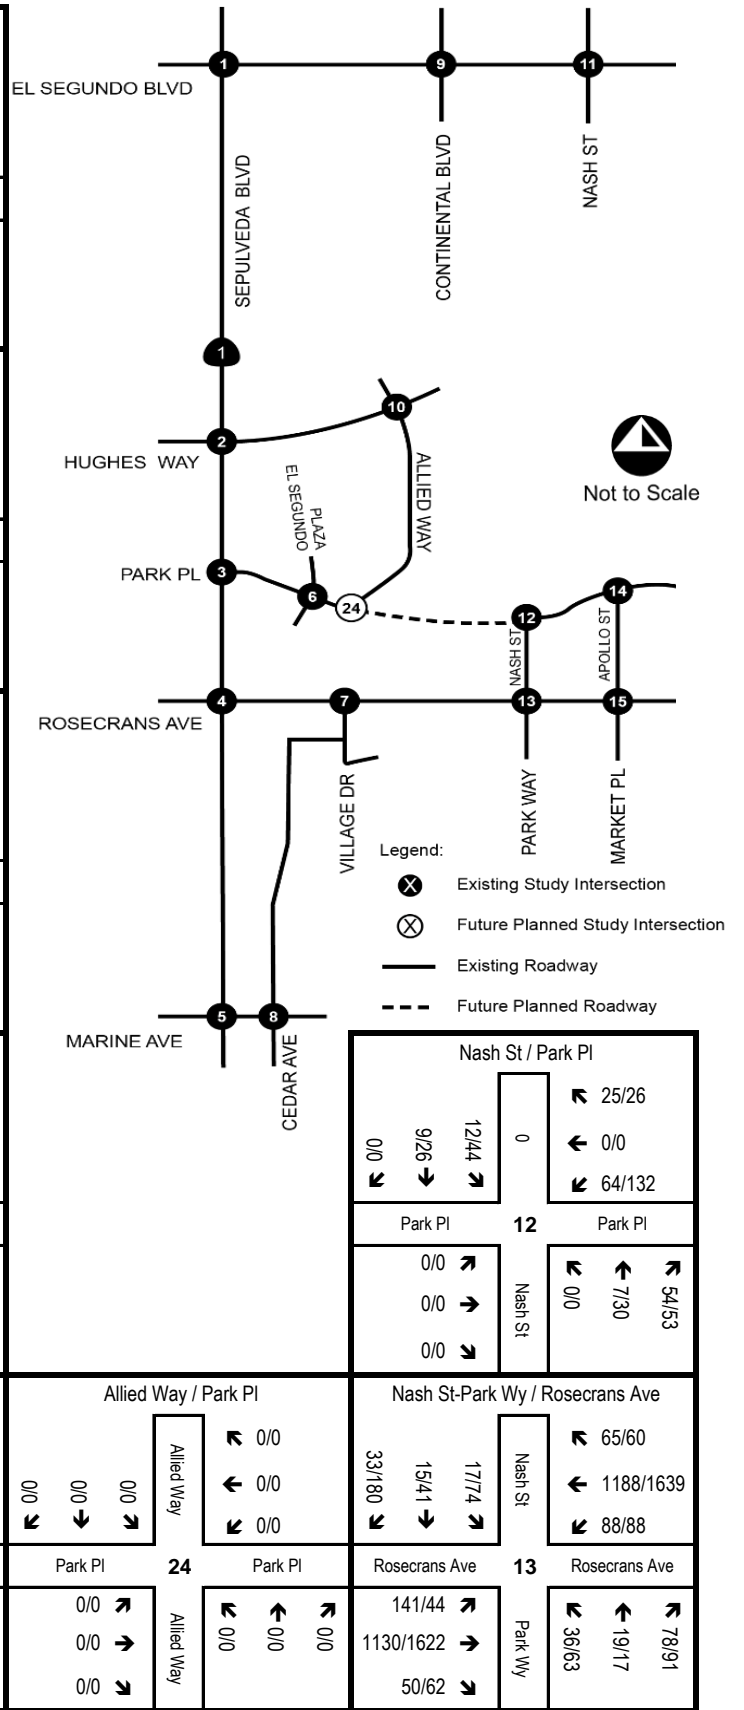 1
9
11
EL SEGUNDO BLVD
SEPULVEDA BLVD
CONTINENTAL BLVD
NASH ST
1
10
2
HUGHES WAY
ALLIED WAY
Not to Scale
PLAZA
EL SEGUNDO
PARK PL
3
6
24
12
14
NASH ST
APOLLO ST
4
7
13
15
ROSECRANS AVE
VILLAGE DR
PARK WAY
MARKET PL
Legend:
X Existing Study Intersection
X Future Planned Study Intersection
Existing Roadway
Future Planned Roadway
5
8
MARINE AVE
CEDAR AVE
Nash St / Park Pl
0/0
9/26
12/44
0
25/26
0/0
64/132
Park Pl 12 Park Pl
0/0
0/0
0/0
Nash St
0/0
7/30
54/53
Allied Way / Park Pl
0/0
0/0
0/0
Allied Way
0/0
0/0
0/0
Park Pl 24 Park Pl
0/0
0/0
0/0
Allied Way
0/0
0/0
0/0
Nash St-Park Wy / Rosecrans Ave
33/180
15/41
17/74
Nash St
65/60
1188/1639
88/88
Rosecrans Ave 13 Rosecrans Ave
141/44
1130/1622
50/62
Park Wy
36/63
19/17
78/91